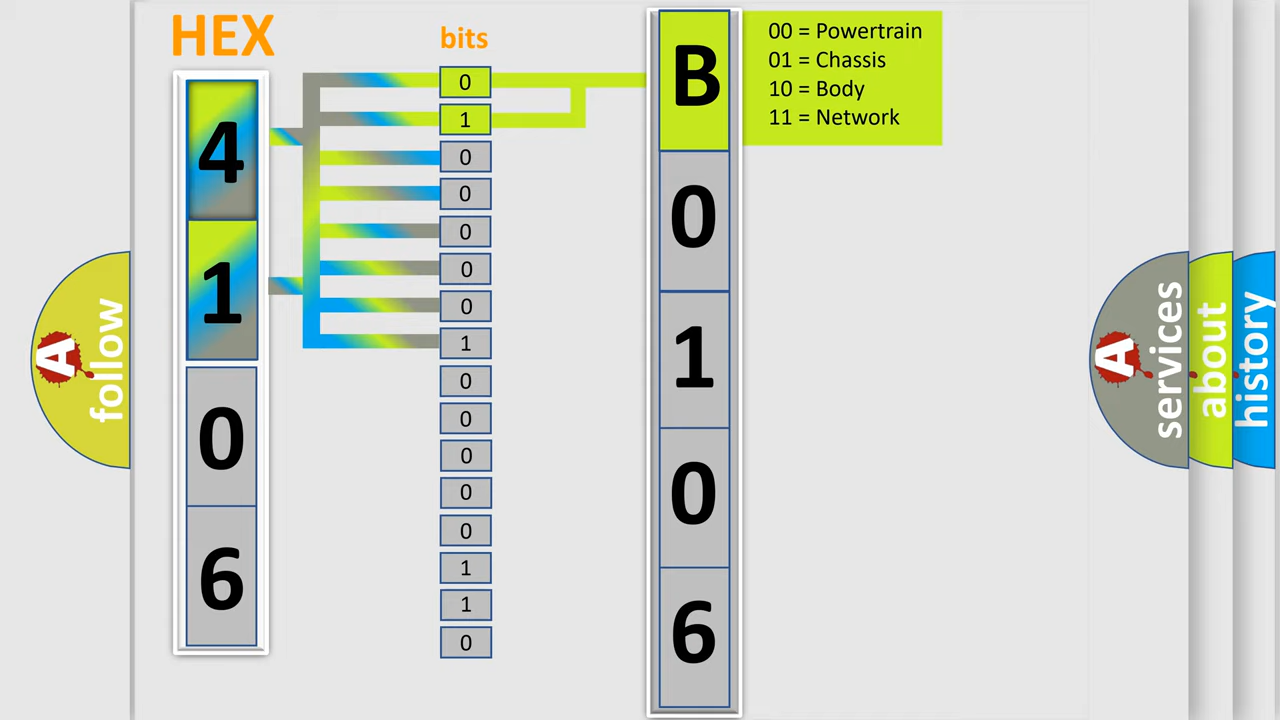 HEX
bits
4
1
0
6
0
1
0
0
0
0
0
1
0
0
0
0
0
1
1
0
B
0
1
0
6
00 = Powertrain
01 = Chassis
10 = Body
11 = Network
A
follow
A
services
about
history